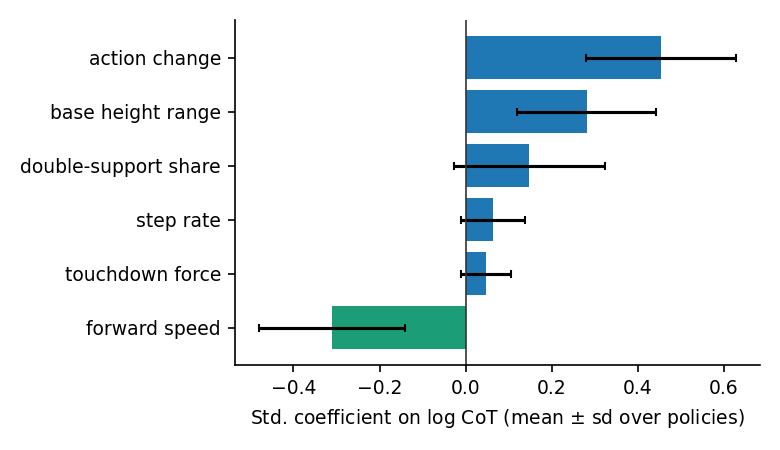 action change
base height range
double-support share
step rate
touchdown force
forward speed
−0.4 −0.2 0.0 0.2 0.4 0.6
Std. coefficient on log CoT (mean ± sd over policies)